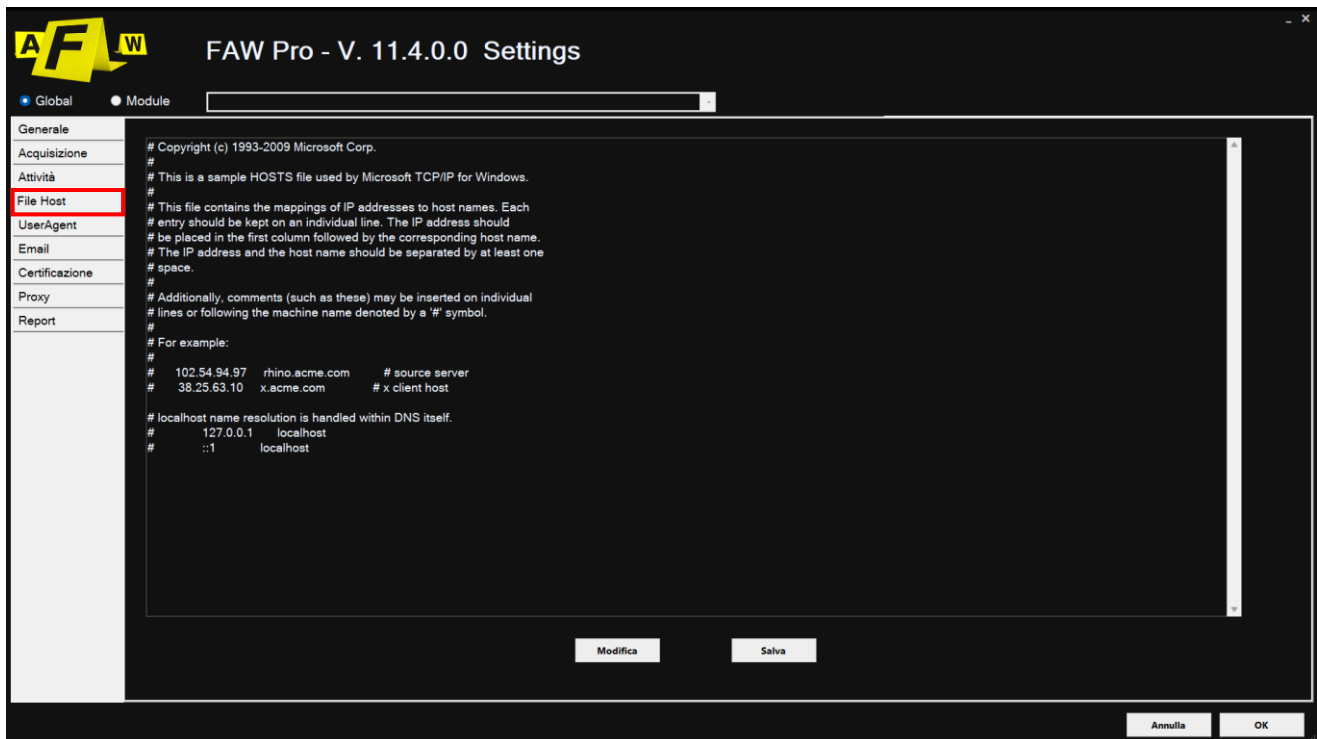 A F W
FAW Pro - V. 11.4.0.0 Settings
Global
Module
Generale
Acquisizione
Attività
File Host
UserAgent
Email
Certificazione
Proxy
Report
# Copyright (c) 1993-2009 Microsoft Corp.
#
# This is a sample HOSTS file used by Microsoft TCP/IP for Windows.
#
# This file contains the mappings of IP addresses to host names. Each
# entry should be kept on an individual line. The IP address should
# be placed in the first column followed by the corresponding host name.
# The IP address and the host name should be separated by at least one
# space.
#
# Additionally, comments (such as these) may be inserted on individual
# lines or following the machine name denoted by a '#' symbol.
#
# For example:
#
# 102.54.94.97 rhino.acme.com # source server
# 38.25.63.10 x.acme.com # x client host
# localhost name resolution is handled within DNS itself.
# 127.0.0.1 localhost
# ::1 localhost
Modifica
Salva
Annulla
OK